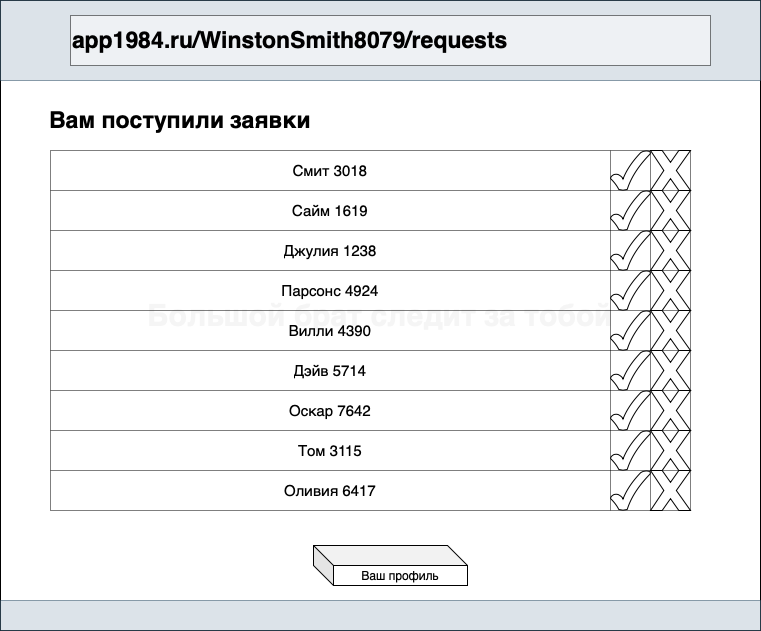 app1984.ru/WinstonSmith8079/requests
Вам поступили заявки
Смит 3018
Сайм 1619
Джулия 1238
Парсонс 4924
Большой брат следит за тобой
Вилли 4390
Дэйв 5714
Оскар 7642
Том 3115
Оливия 6417
Ваш профиль